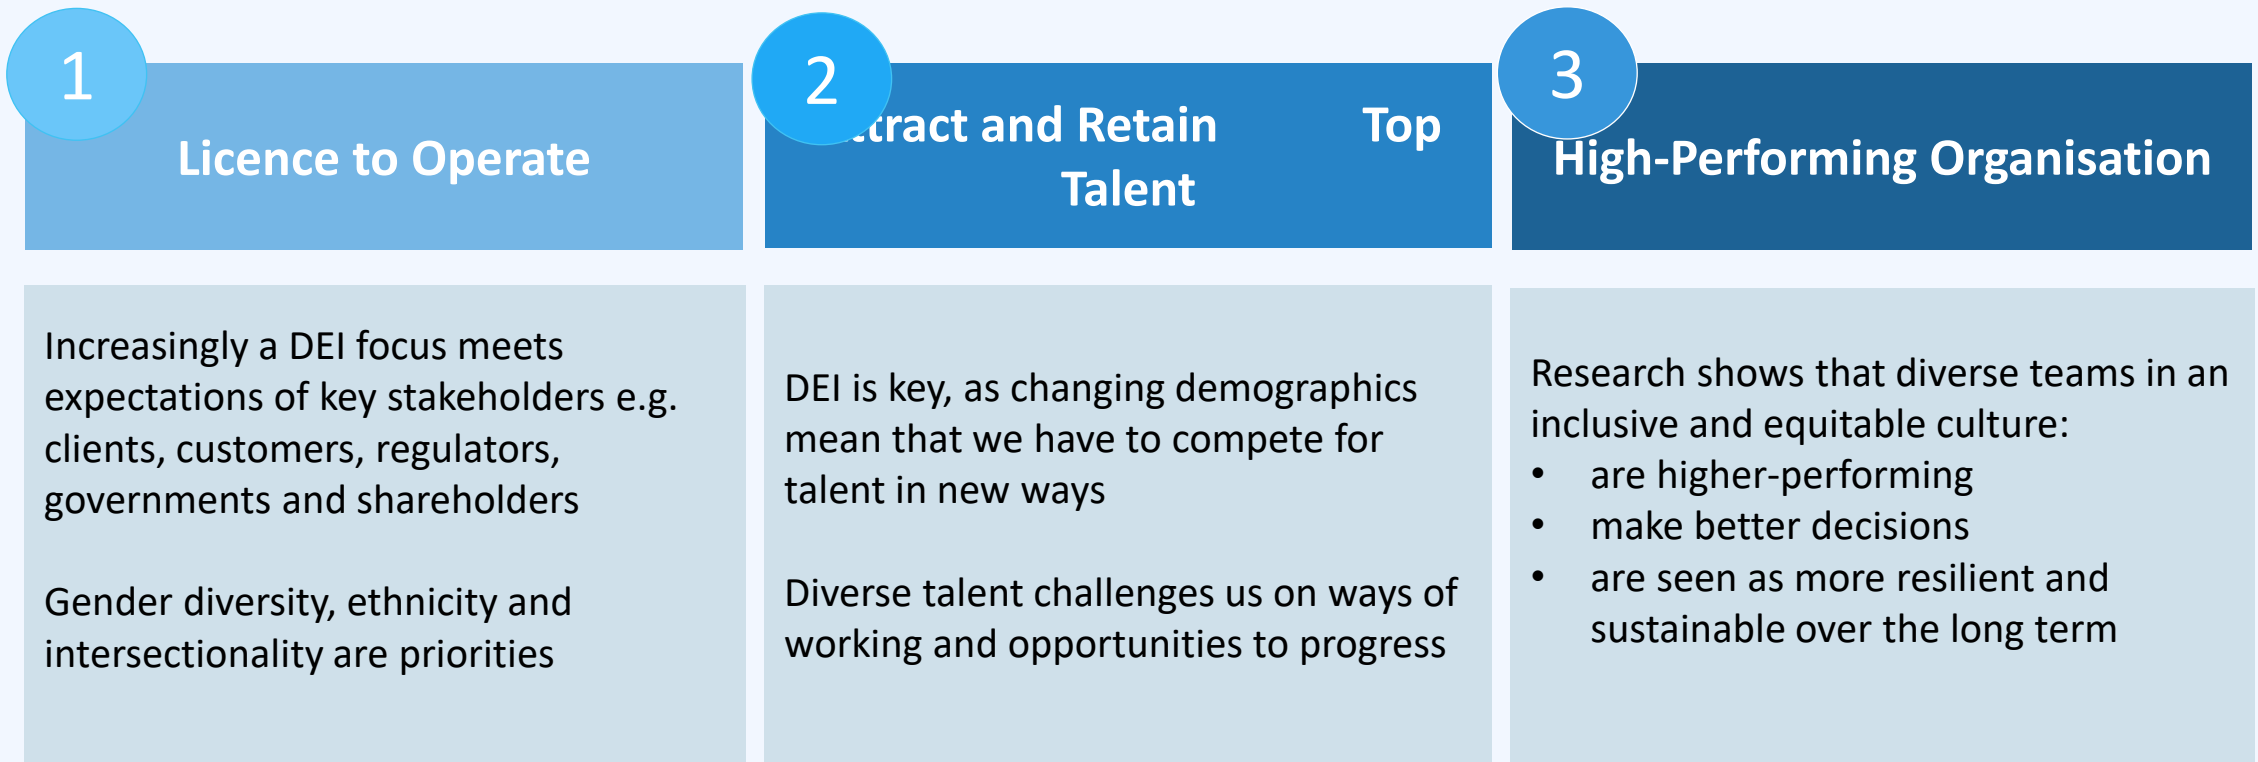 1
Licence to Operate
Increasingly a DEI focus meets
expectations of key stakeholders e.g.
clients, customers, regulators,
governments and shareholders
Gender diversity, ethnicity and
intersectionality are priorities
2
ttract and Retain Top
Talent
DEI is key, as changing demographics
mean that we have to compete for
talent in new ways
Diverse talent challenges us on ways of
working and opportunities to progress
3
High-Performing Organisation
Research shows that diverse teams in an
inclusive and equitable culture:
• are higher-performing
• make better decisions
• are seen as more resilient and
sustainable over the long term